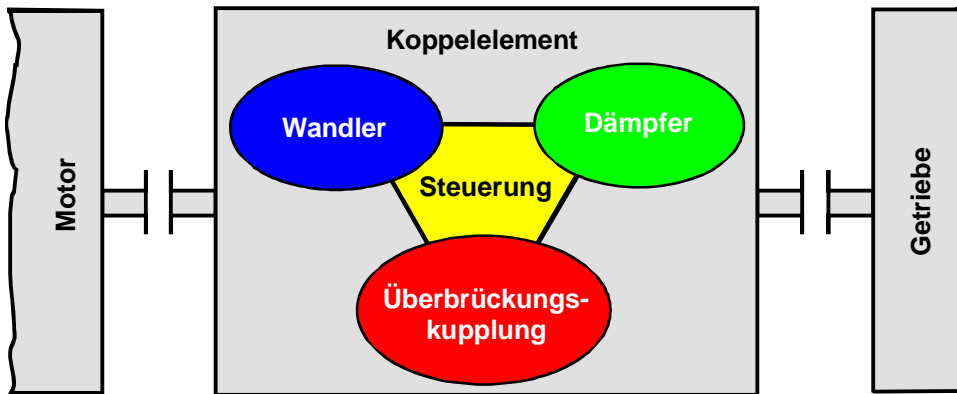 Koppelelement
Wandler
Dämpfer
Steuerung
Überbrückungs-
kupplung
Motor
Getriebe